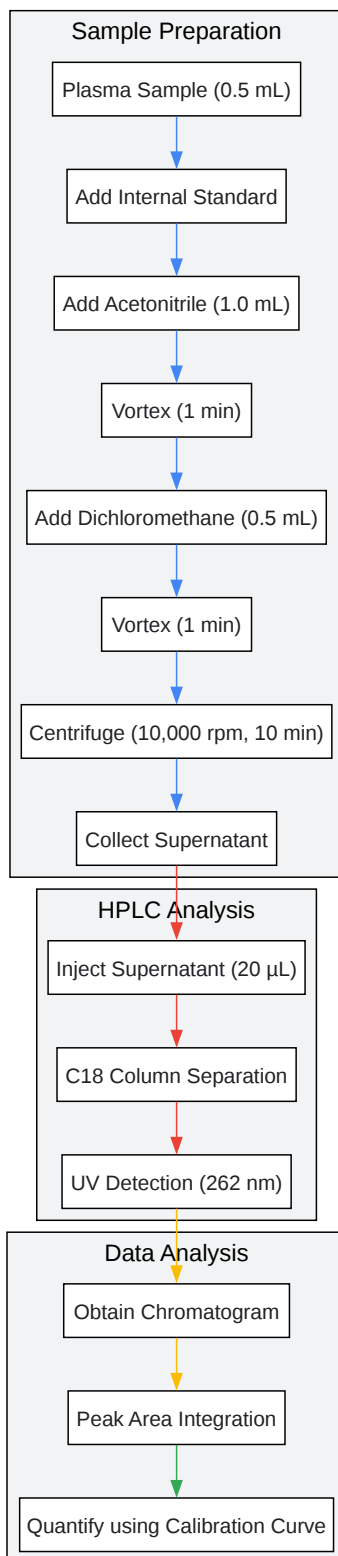 Sample Preparation
Plasma Sample (0.5 mL)
Add Internal Standard
Add Acetonitrile (1.0 mL)
Vortex (1 min)
Add Dichloromethane (0.5 mL)
Vortex (1 min)
Centrifuge (10,000 rpm, 10 min)
Collect Supernatant
HPLC Analysis
Inject Supernatant (20 µL)
C18 Column Separation
UV Detection (262 nm)
Data Analysis
Obtain Chromatogram
Peak Area Integration
Quantify using Calibration Curve